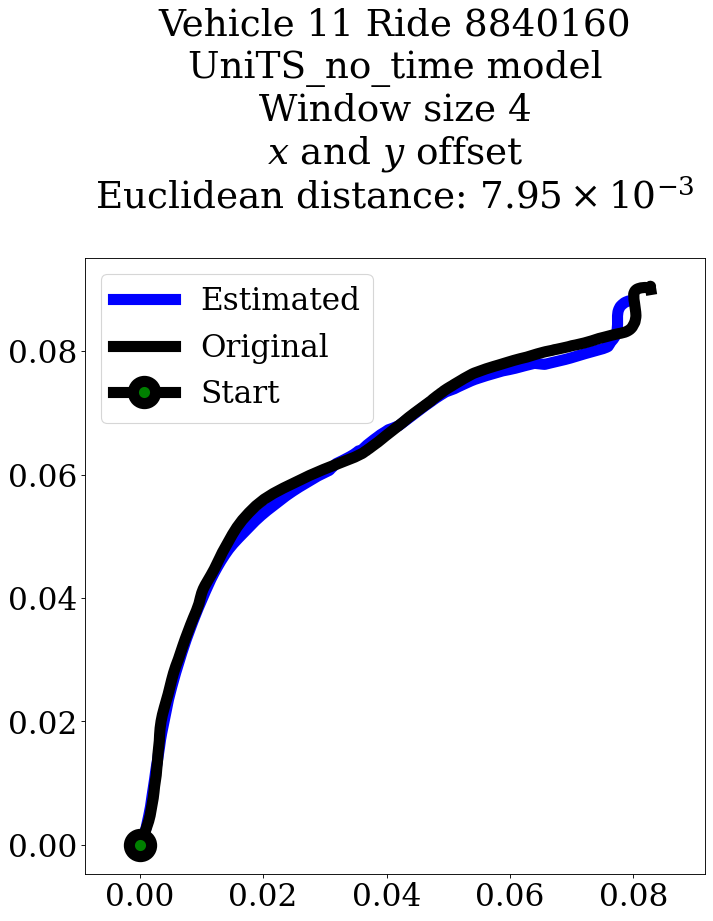 Vehicle 11 Ride 8840160
UniTS_no_time model
Window size 4
x and y offset
Euclidean distance: 7.95 × 10⁻³
Estimated
Original
Start
0.08
0.06
0.04
0.02
0.00
0.00 0.02 0.04 0.06 0.08